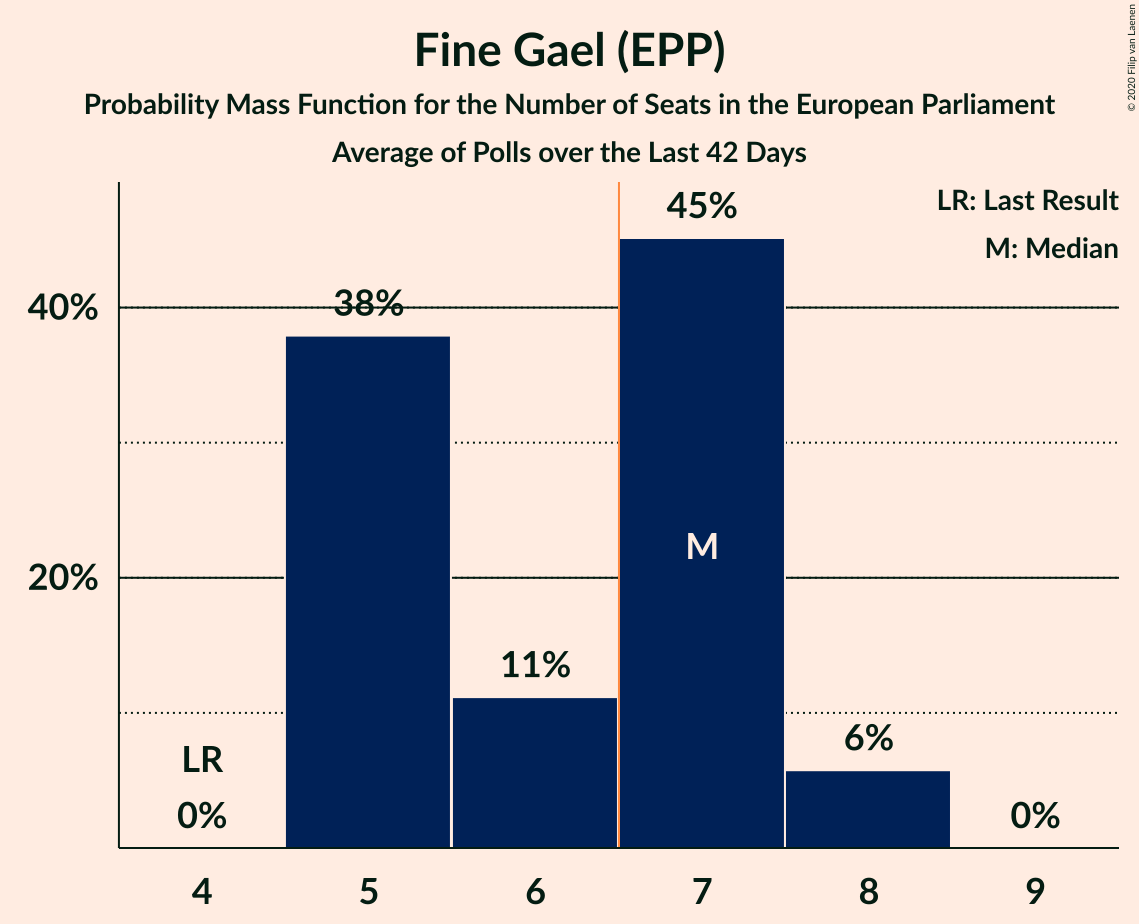 Fine Gael (EPP)
Probability Mass Function for the Number of Seats in the European Parliament
Average of Polls over the Last 42 Days
© 2020 Filip van Laenen
LR: Last Result
M: Median
45%
38%
40%
M
20%
11%
6%
LR
0%
0%
4 5 6 7 8 9